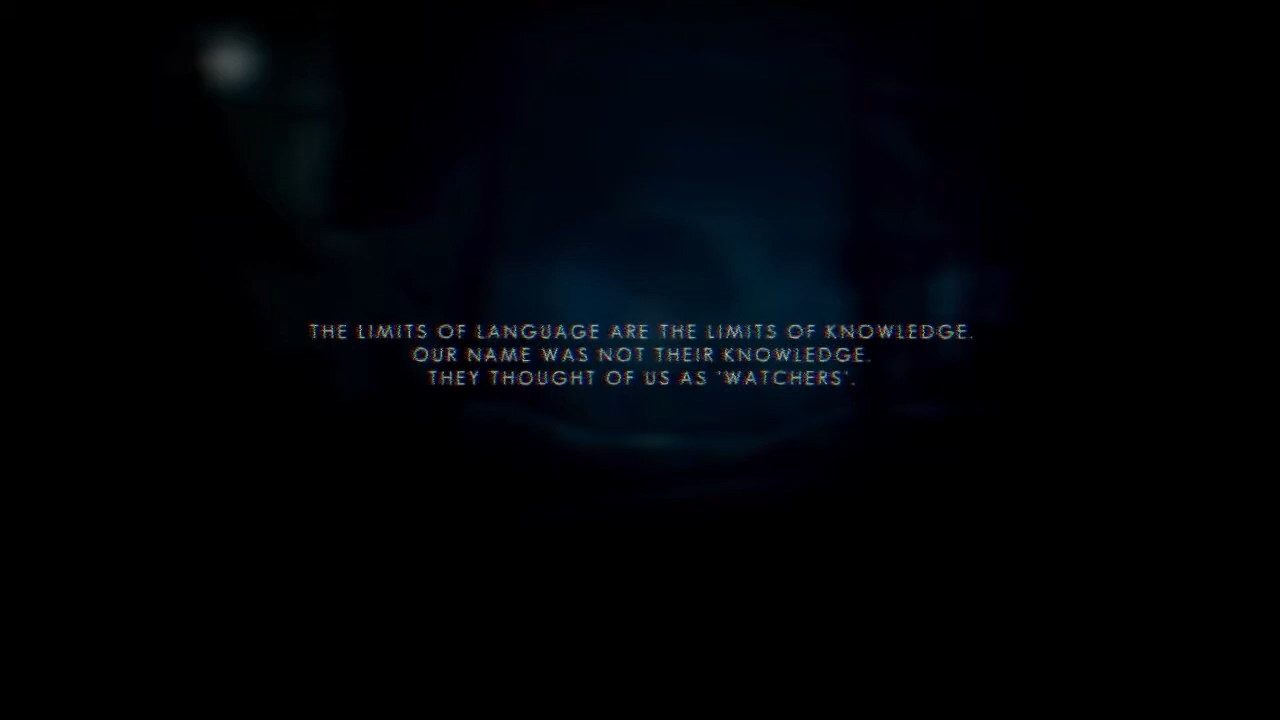 THE LIMITS OF LANGUAGE ARE THE LIMITS OF KNOWLEDGE.
OUR NAME WAS NOT THEIR KNOWLEDGE.
THEY THOUGHT OF US AS 'WATCHERS'.